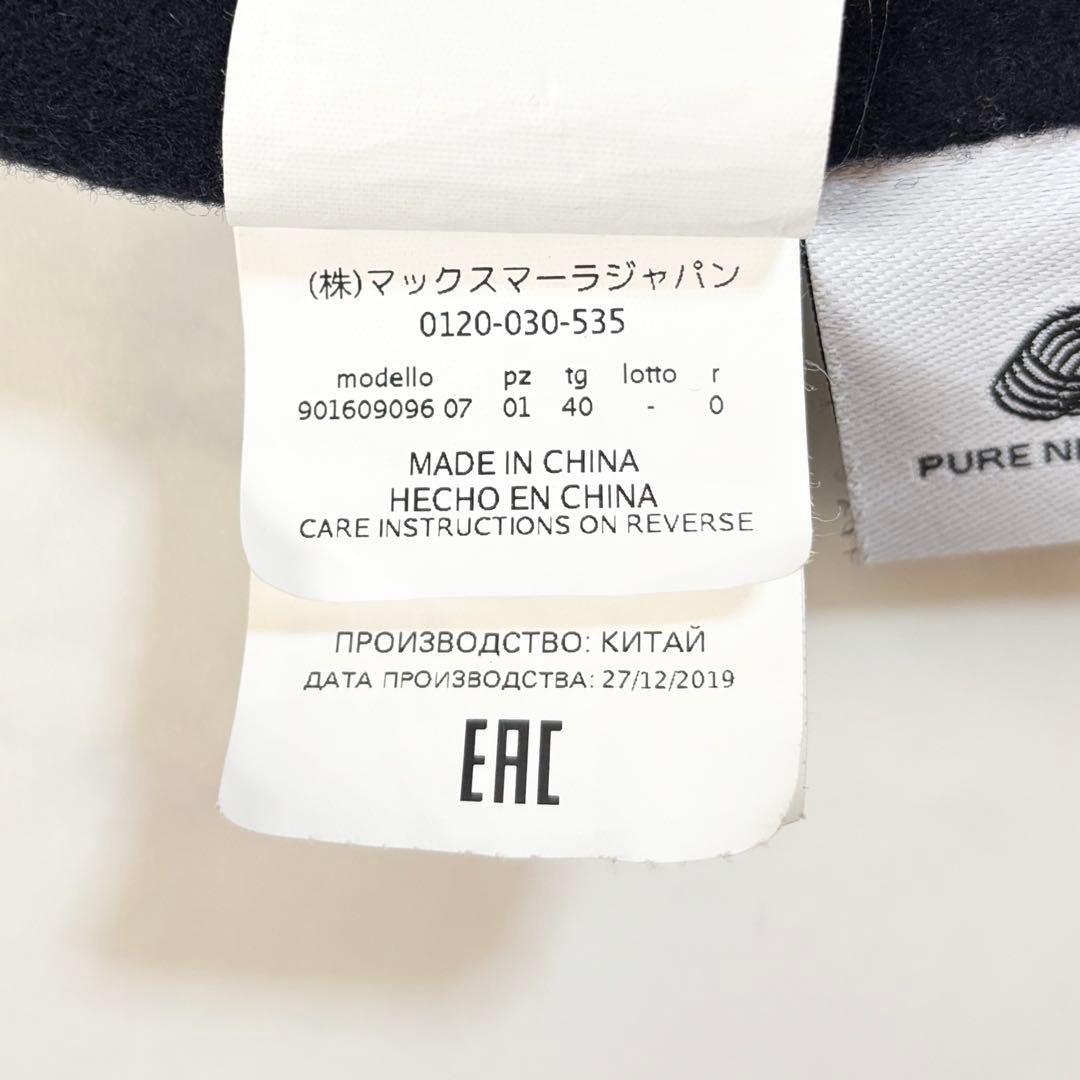 (株)マックスマーラジャパン
0120-030-535
modello pz tg lotto r
901609096 07 01 40 - 0
MADE IN CHINA
HECHO EN CHINA
CARE INSTRUCTIONS ON REVERSE
ПРОИЗВОДСТВО: КИТАЙ
ДАТА ПРОИЗВОДСТВА: 27/12/2019
EAC
PURE